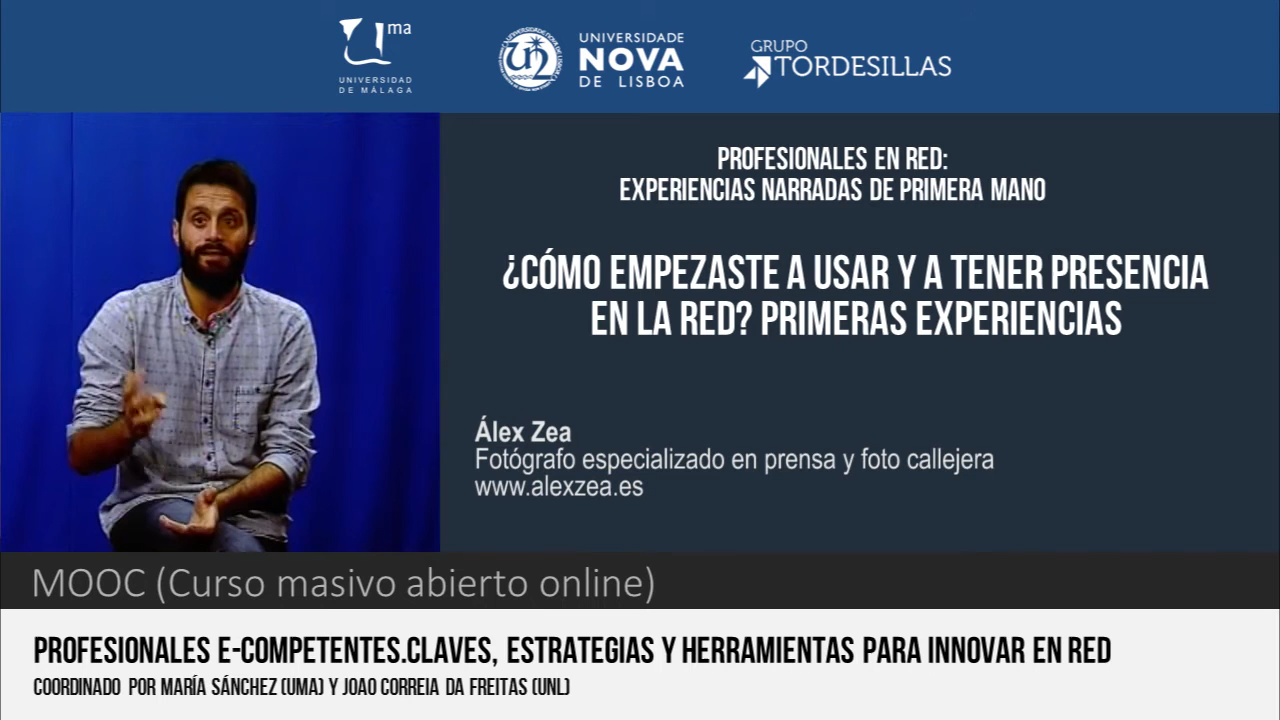 uma
UNIVERSIDAD
DE MÁLAGA
UNIVERSIDADE
NOVA
DE LISBOA
GRUPO
TORDESILLAS
PROFESIONALES EN RED:
EXPERIENCIAS NARRADAS DE PRIMERA MANO
¿CÓMO EMPEZASTE A USAR Y A TENER PRESENCIA
EN LA RED? PRIMERAS EXPERIENCIAS
Álex Zea
Fotógrafo especializado en prensa y foto callejera
www.alexzea.es
MOOC (Curso masivo abierto online)
PROFESIONALES E-COMPETENTES.CLAVES, ESTRATEGIAS Y HERRAMIENTAS PARA INNOVAR EN RED
COORDINADO POR MARÍA SÁNCHEZ (UMA) Y JOAO CORREIA DA FREITAS (UNL)